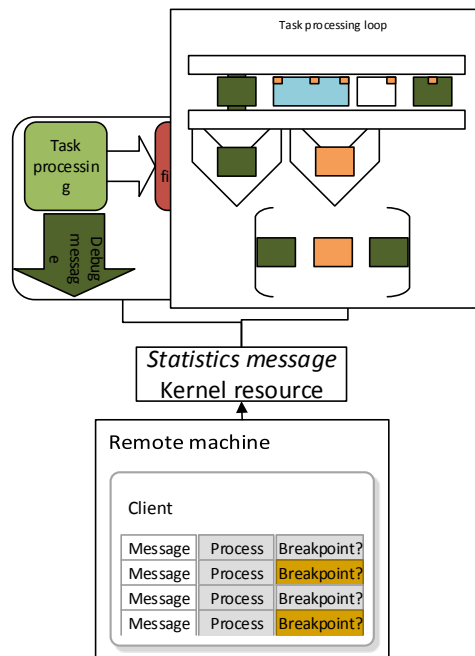 Task processing loop
Task
processin
g
fi
Debug
messag
e
Statistics message
Kernel resource
Remote machine
Client
Message Process Breakpoint?
Message Process Breakpoint?
Message Process Breakpoint?
Message Process Breakpoint?